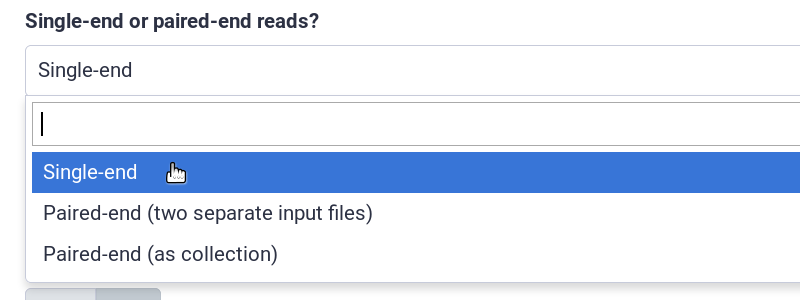 Single-end or paired-end reads?
Single-end
Single-end
Paired-end (two separate input files)
Paired-end (as collection)